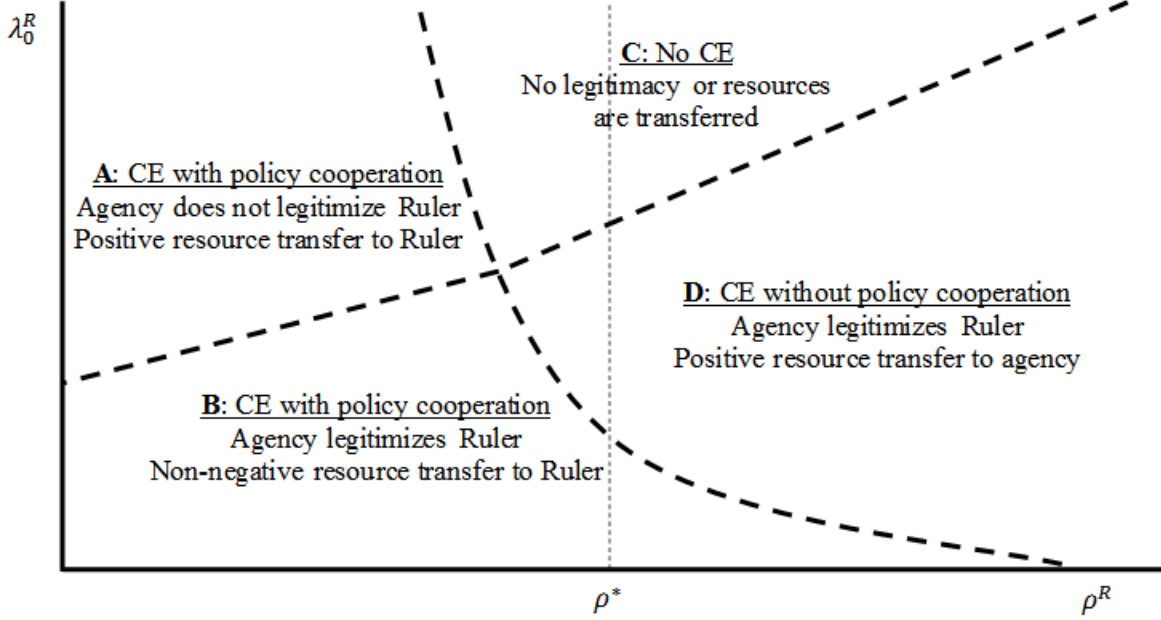 λ₀ᴿ
C: No CE
No legitimacy or resources
are transferred
A: CE with policy cooperation
Agency does not legitimize Ruler
Positive resource transfer to Ruler
D: CE without policy cooperation
Agency legitimizes Ruler
Positive resource transfer to agency
B: CE with policy cooperation
Agency legitimizes Ruler
Non-negative resource transfer to Ruler
ρ*
ρᴿ